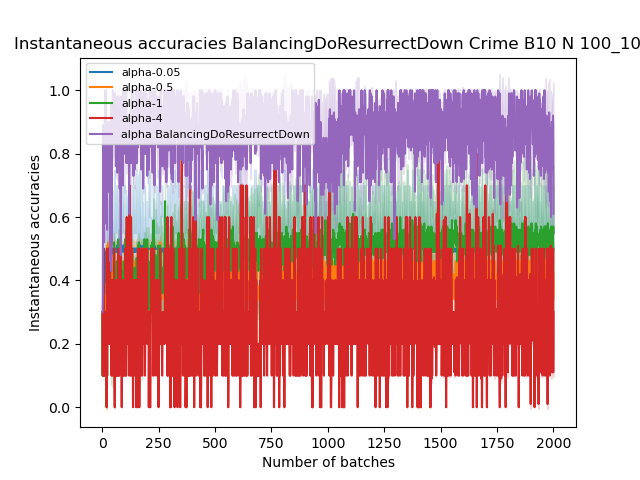 Instantaneous accuracies BalancingDoResurrectDown Crime B10 N 100_10
alpha-0.05
alpha-0.5
alpha-1
alpha-4
alpha BalancingDoResurrectDown
Instantaneous accuracies
1.0
0.8
0.6
0.4
0.2
0.0
0 250 500 750 1000 1250 1500 1750 2000
Number of batches